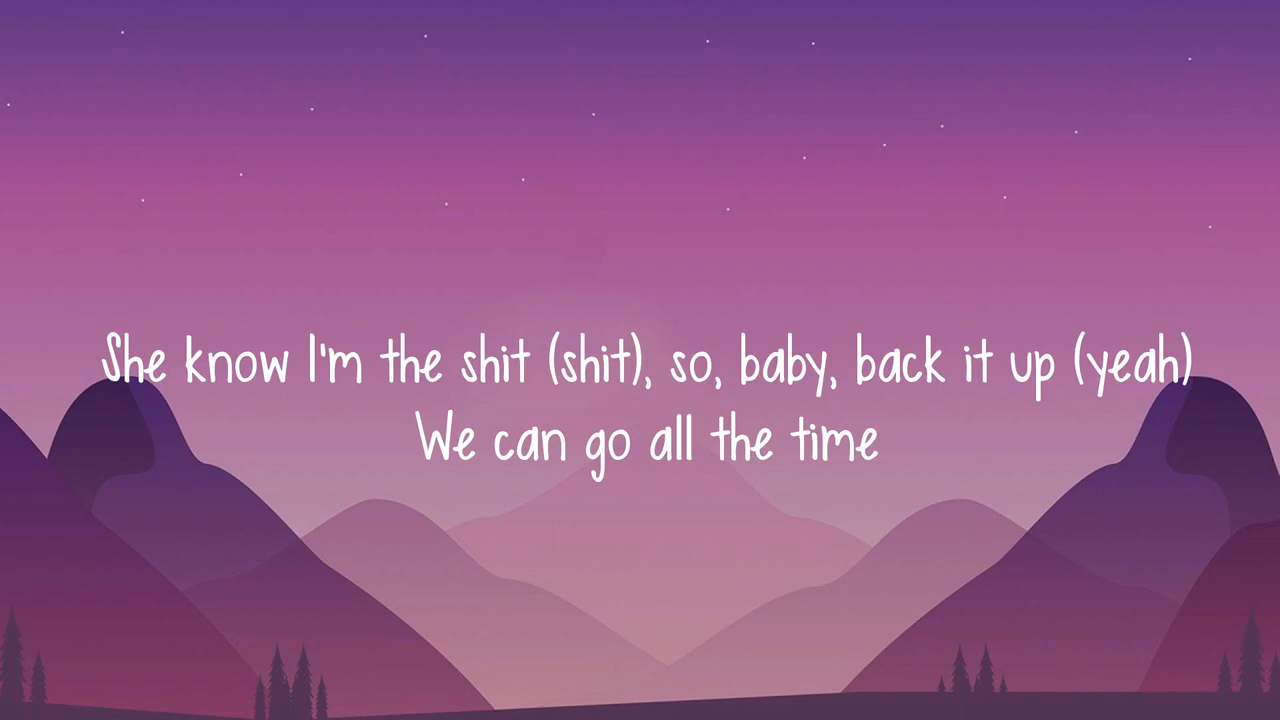 She know I'm the shit (shit), so, baby, back it up (yeah)
We can go all the time